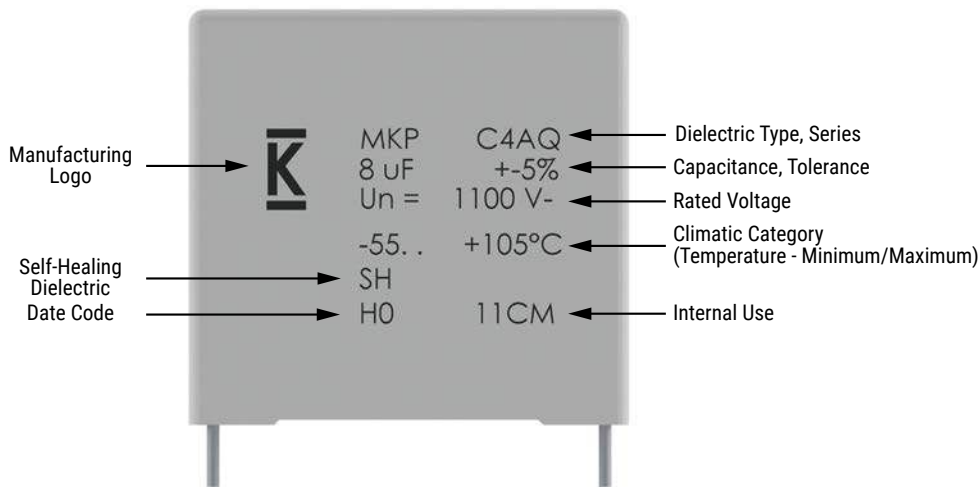 Manufacturing
Logo
K
MKP C4AQ
Dielectric Type, Series
8 uF +-5%
Capacitance, Tolerance
Un = 1100 V-
Rated Voltage
-55. . +105°C
Climatic Category
(Temperature - Minimum/Maximum)
Self-Healing
Dielectric
SH
Date Code
H0 11CM
Internal Use